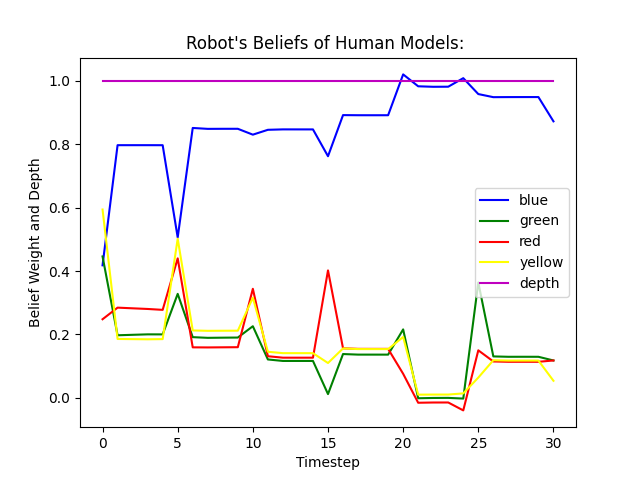 Robot's Beliefs of Human Models:
Belief Weight and Depth
1.0
0.8
0.6
0.4
0.2
0.0
blue
green
red
yellow
depth
0 5 10 15 20 25 30
Timestep